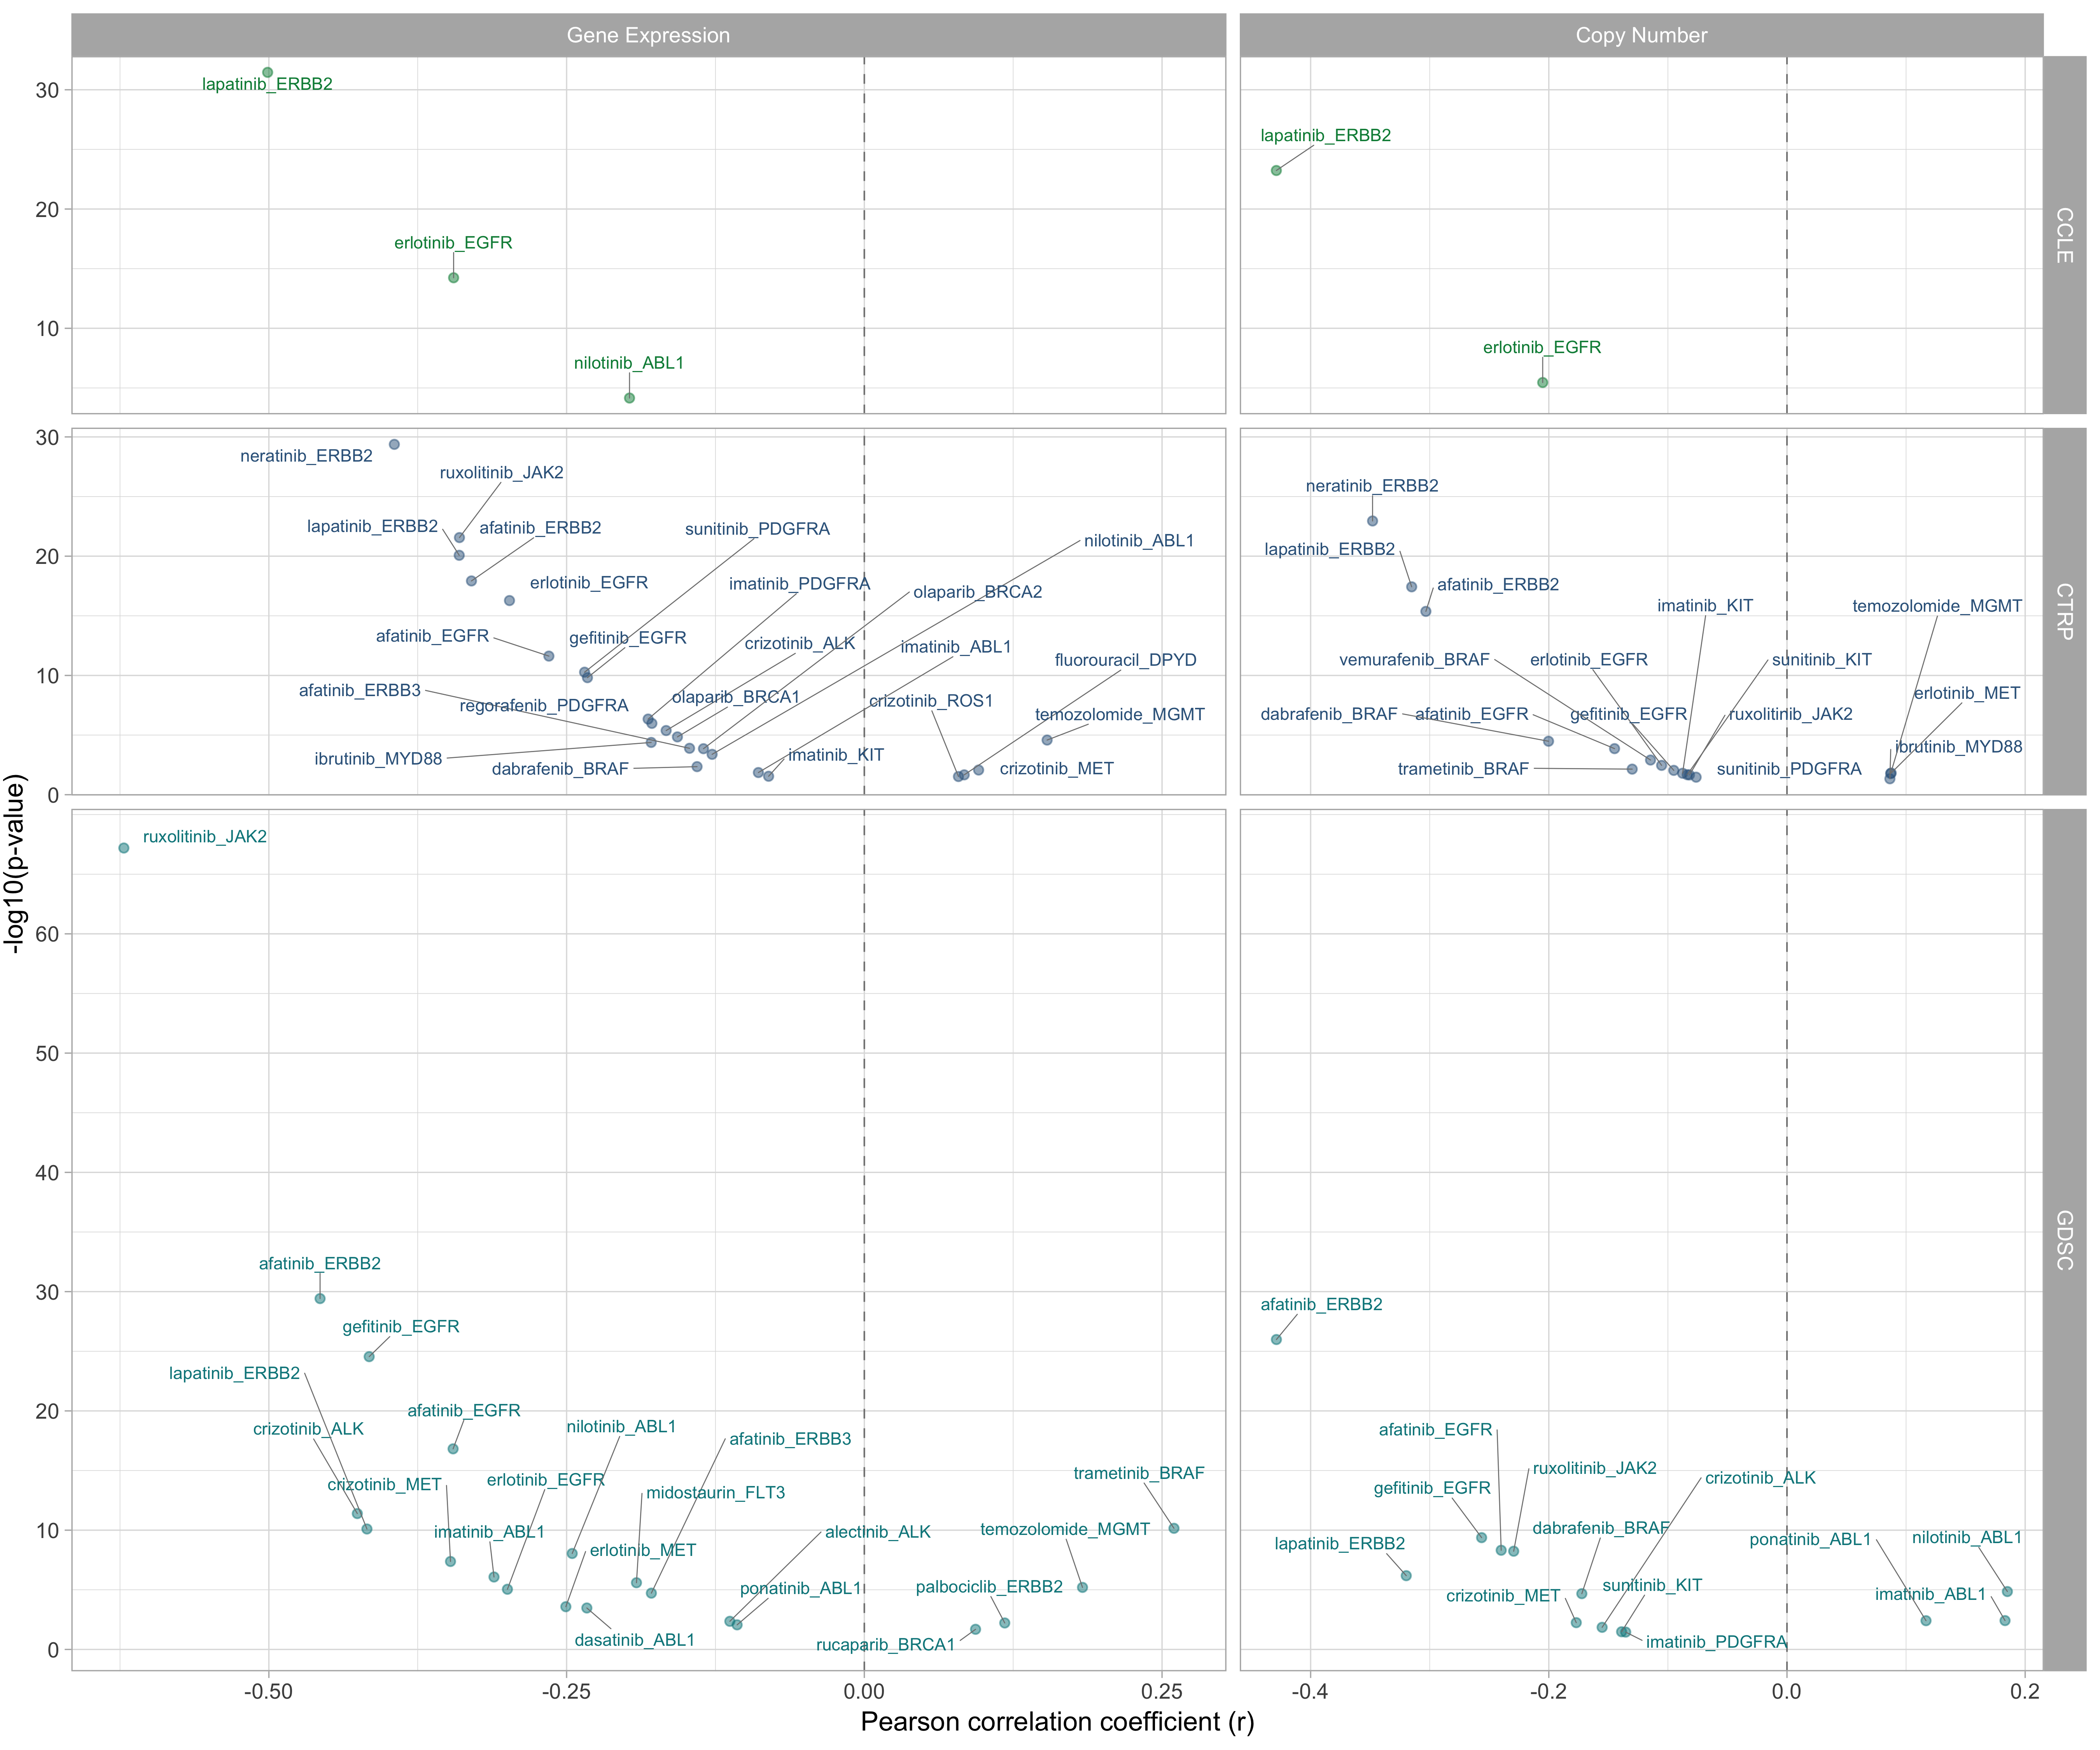 Gene Expression
Copy Number
30
20
10
lapatinib_ERBB2
erlotinib_EGFR
nilotinib_ABL1
lapatinib_ERBB2
erlotinib_EGFR
CCLE
30
20
10
0
neratinib_ERBB2
ruxolitinib_JAK2
lapatinib_ERBB2
afatinib_ERBB2
sunitinib_PDGFRA
nilotinib_ABL1
erlotinib_EGFR
imatinib_PDGFRA
olaparib_BRCA2
afatinib_EGFR
gefitinib_EGFR
crizotinib_ALK
imatinib_ABL1
fluorouracil_DPYD
afatinib_ERBB3
regorafenib_PDGFRA
olaparib_BRCA1
crizotinib_ROS1
temozolomide_MGMT
ibrutinib_MYD88
dabrafenib_BRAF
imatinib_KIT
crizotinib_MET
neratinib_ERBB2
lapatinib_ERBB2
afatinib_ERBB2
imatinib_KIT
temozolomide_MGMT
vemurafenib_BRAF
erlotinib_EGFR
sunitinib_KIT
erlotinib_MET
dabrafenib_BRAF
afatinib_EGFR
gefitinib_EGFR
ruxolitinib_JAK2
ibrutinib_MYD88
trametinib_BRAF
sunitinib_PDGFRA
CTRP
60
50
40
30
20
10
0
ruxolitinib_JAK2
afatinib_ERBB2
gefitinib_EGFR
lapatinib_ERBB2
afatinib_EGFR
crizotinib_ALK
nilotinib_ABL1
afatinib_ERBB3
crizotinib_MET
erlotinib_EGFR
midostaurin_FLT3
trametinib_BRAF
imatinib_ABL1
erlotinib_MET
alectinib_ALK
temozolomide_MGMT
ponatinib_ABL1
palbociclib_ERBB2
dasatinib_ABL1
rucaparib_BRCA1
afatinib_ERBB2
afatinib_EGFR
ruxolitinib_JAK2
crizotinib_ALK
gefitinib_EGFR
dabrafenib_BRAF
lapatinib_ERBB2
ponatinib_ABL1
nilotinib_ABL1
crizotinib_MET
sunitinib_KIT
imatinib_ABL1
imatinib_PDGFRA
GDSC
-0.50
-0.25
0.00
0.25
-0.4
-0.2
0.0
0.2
Pearson correlation coefficient (r)
-log10(p-value)